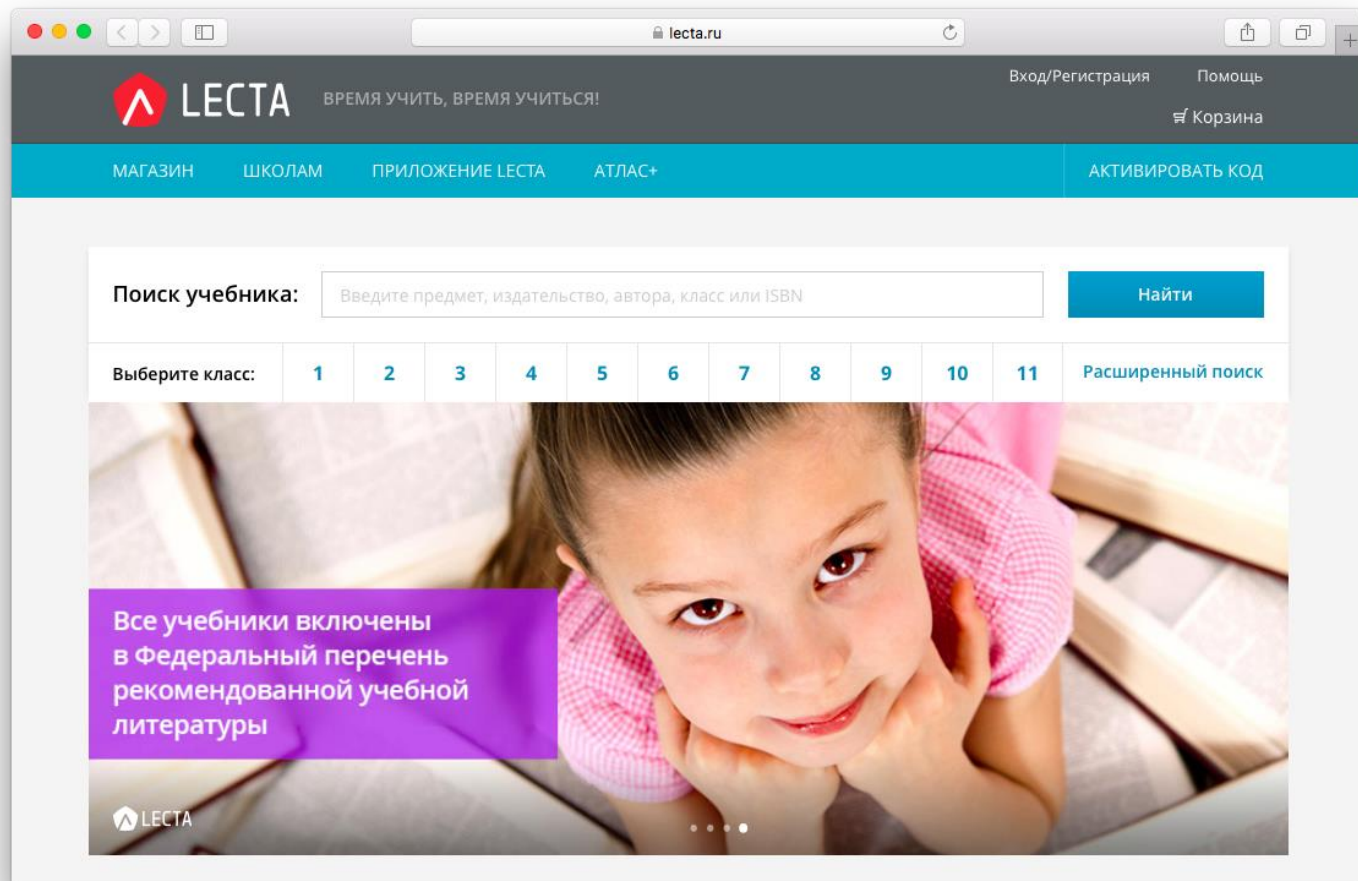 lecta.ru
Вход/Регистрация Помощь
LECTA ВРЕМЯ УЧИТЬ, ВРЕМЯ УЧИТЬСЯ!
Корзина
МАГАЗИН ШКОЛАМ ПРИЛОЖЕНИЕ LECTA АТЛАС+ АКТИВИРОВАТЬ КОД
Поиск учебника: Введите предмет, издательство, автора, класс или ISBN Найти
Выберите класс: 1 2 3 4 5 6 7 8 9 10 11 Расширенный поиск
Все учебники включены
в Федеральный перечень
рекомендованной учебной
литературы
LECTA